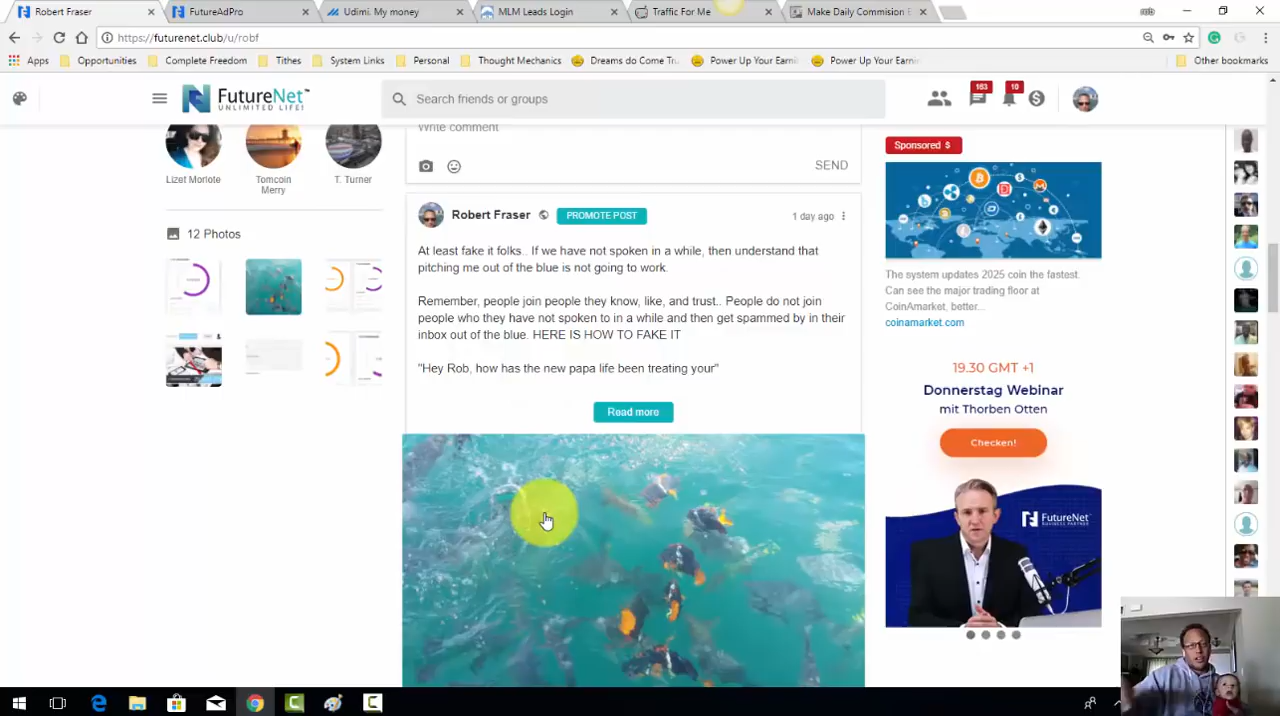 Robert Fraser
FutureAdPro
Udimi. My money
MLM Leads Login
Traffic For Me
Make Daily Commision E
https://futurenet.club/u/robf
Apps
Opportunities
Complete Freedom
Tithes
System Links
Personal
Thought Mechanics
Dreams do Come Tru
Power Up Your Earni
Power Up Your Earnin
Other bookmarks
FutureNet™
UNLIMITED LIFE!
Search friends or groups
163
10
Lizet Morlote
Tomcoin
Merry
T. Turner
12 Photos
Write comment
SEND
Robert Fraser
PROMOTE POST
1 day ago
At least fake it folks.. If we have not spoken in a while, then understand that
pitching me out of the blue is not going to work.
Remember, people join people they know, like, and trust.. People do not join
people who they have not spoken to in a while and then get spammed by in their
inbox out of the blue. HERE IS HOW TO FAKE IT
"Hey Rob, how has the new papa life been treating your"
Read more
Sponsored $
The system updates 2025 coin the fastest.
Can see the major trading floor at
CoinAmarket, better...
coinamarket.com
19.30 GMT +1
Donnerstag Webinar
mit Thorben Otten
Checken!
FutureNet
BUSINESS PARTNER